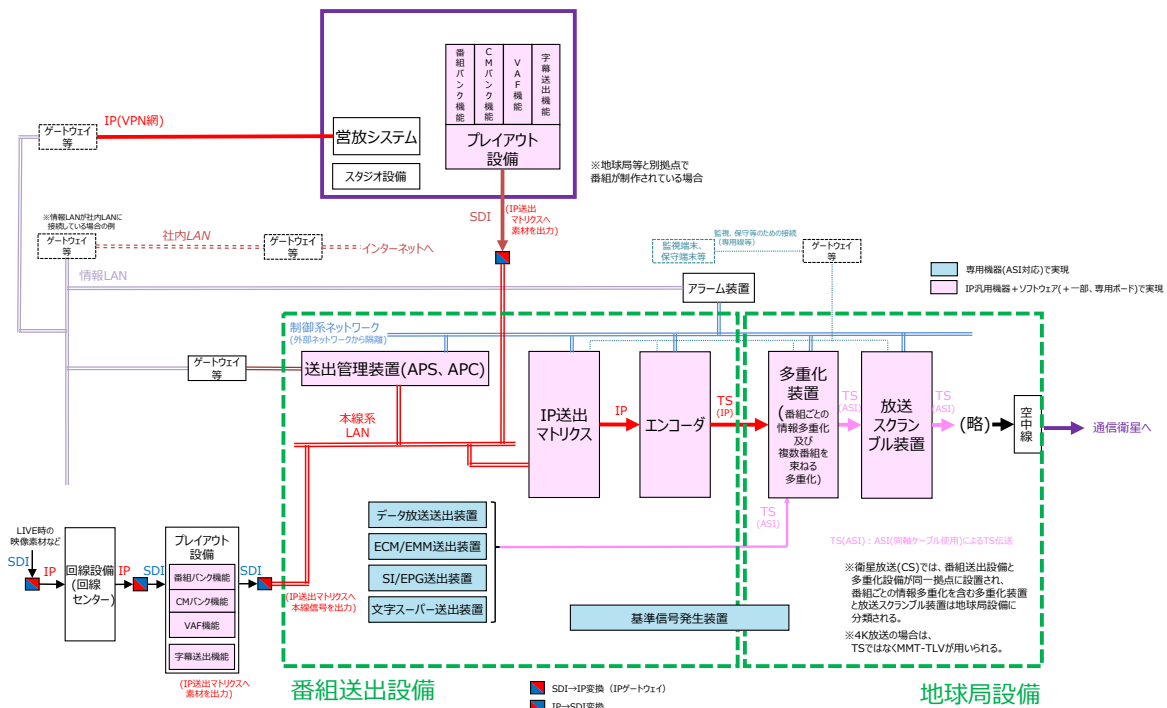 番組バンク機能
CMバンク機能
VAF機能
字幕送出機能
プレイアウト
設備
営放システム
スタジオ設備
※地球局等と別拠点で
番組が制作されている場合
IP(VPN網)
ゲートウェイ
等
SDI
(IP送出
マトリクスへ
素材を出力)
※情報LANが社内LANに
接続している場合の例
ゲートウェイ
等
社内LAN
ゲートウェイ
等
インターネットへ
情報LAN
監視、保守等のための接続
(専用線等)
監視端末、
保守端末等
ゲートウェイ
等
専用機器(ASI対応)で実現
IP汎用機器+ソフトウェア(+一部、専用ボード)で実現
アラーム装置
制御系ネットワーク
(外部ネットワークから隔離)
ゲートウェイ
等
送出管理装置(APS、APC)
本線系
LAN
IP送出
マトリクス
IP
エンコーダ
TS
(IP)
多重化
装置
(番組ごとの
情報多重化
及び
複数番組を
束ねる
多重化)
TS
(ASI)
放送
スクラン
ブル装置
TS
(ASI)
(略)
空中線
通信衛星へ
データ放送送出装置
ECM/EMM送出装置
SI/EPG送出装置
文字スーパー送出装置
TS
(ASI)
TS(ASI):ASI(同軸ケーブル使用)によるTS伝送
※衛星放送(CS)では、番組送出設備と
多重化設備が同一拠点に設置され、
番組ごとの情報多重化を含む多重化装置
と放送スクランブル装置は地球局設備に
分類される。
※4K放送の場合は、
TSではなくMMT-TLVが用いられる。
基準信号発生装置
LIVE時の
映像素材など
SDI
IP
回線設備
(回線
センター)
IP
SDI
プレイアウト
設備
番組バンク機能
CMバンク機能
VAF機能
字幕送出機能
(IP送出マトリクスへ
素材を出力)
SDI
(IP送出マトリクスへ
本線信号を出力)
番組送出設備
地球局設備
SDI→IP変換(IPゲートウェイ)
IP→SDI変換